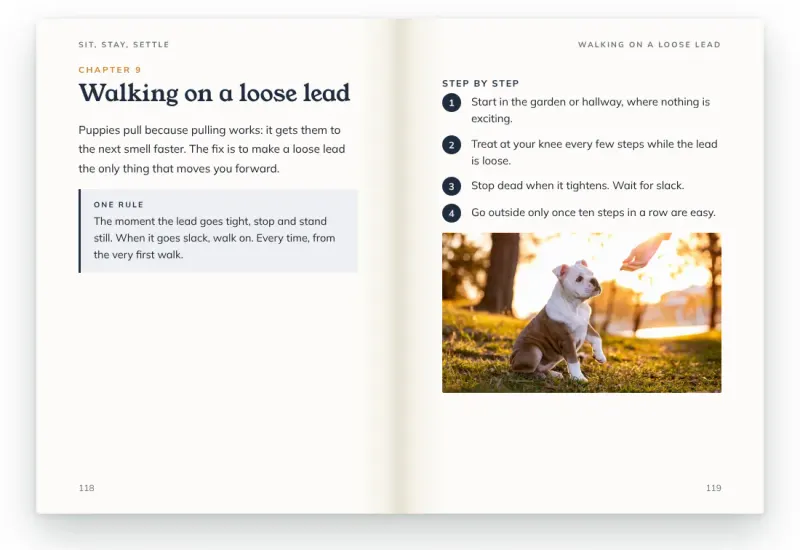 SIT, STAY, SETTLE
CHAPTER 9
Walking on a loose lead
Puppies pull because pulling works: it gets them to
the next smell faster. The fix is to make a loose lead
the only thing that moves you forward.
ONE RULE
The moment the lead goes tight, stop and stand
still. When it goes slack, walk on. Every time, from
the very first walk.
118
WALKING ON A LOOSE LEAD
STEP BY STEP
1 Start in the garden or hallway, where nothing is
exciting.
2 Treat at your knee every few steps while the lead
is loose.
3 Stop dead when it tightens. Wait for slack.
4 Go outside only once ten steps in a row are easy.
119